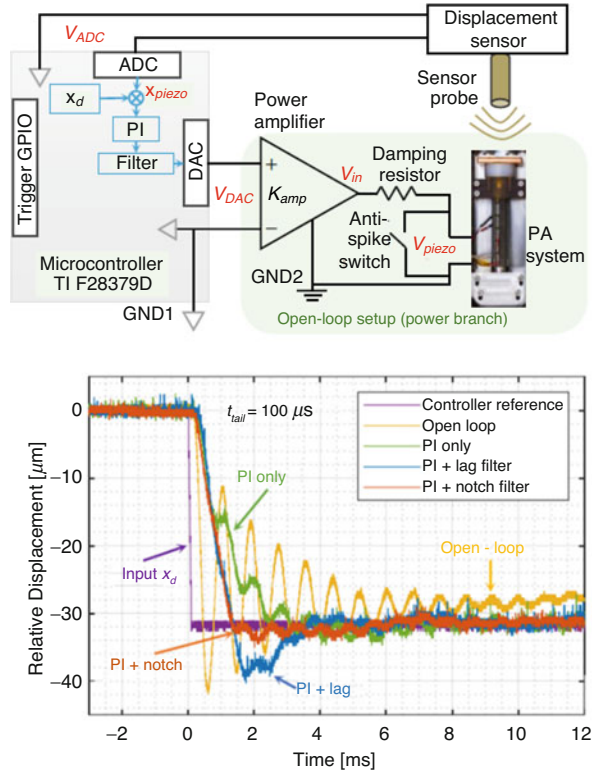 Displacement
sensor
V_ADC
ADC
Sensor
probe
x_d
x_piezo
Power
amplifier
Trigger GPIO
PI
Filter
DAC
+
V_in
Damping
resistor
V_DAC
K_amp
Anti-
spike
switch
V_piezo
PA
system
−
Microcontroller
TI F28379D
GND2
GND1
Open-loop setup (power branch)
t_tail = 100 μs
Controller reference
Open loop
PI only
PI + lag filter
PI + notch filter
PI only
Input x_d
Open - loop
PI + notch
PI + lag
Relative Displacement [μm]
0
−10
−20
−30
−40
−2 0 2 4 6 8 10 12
Time [ms]